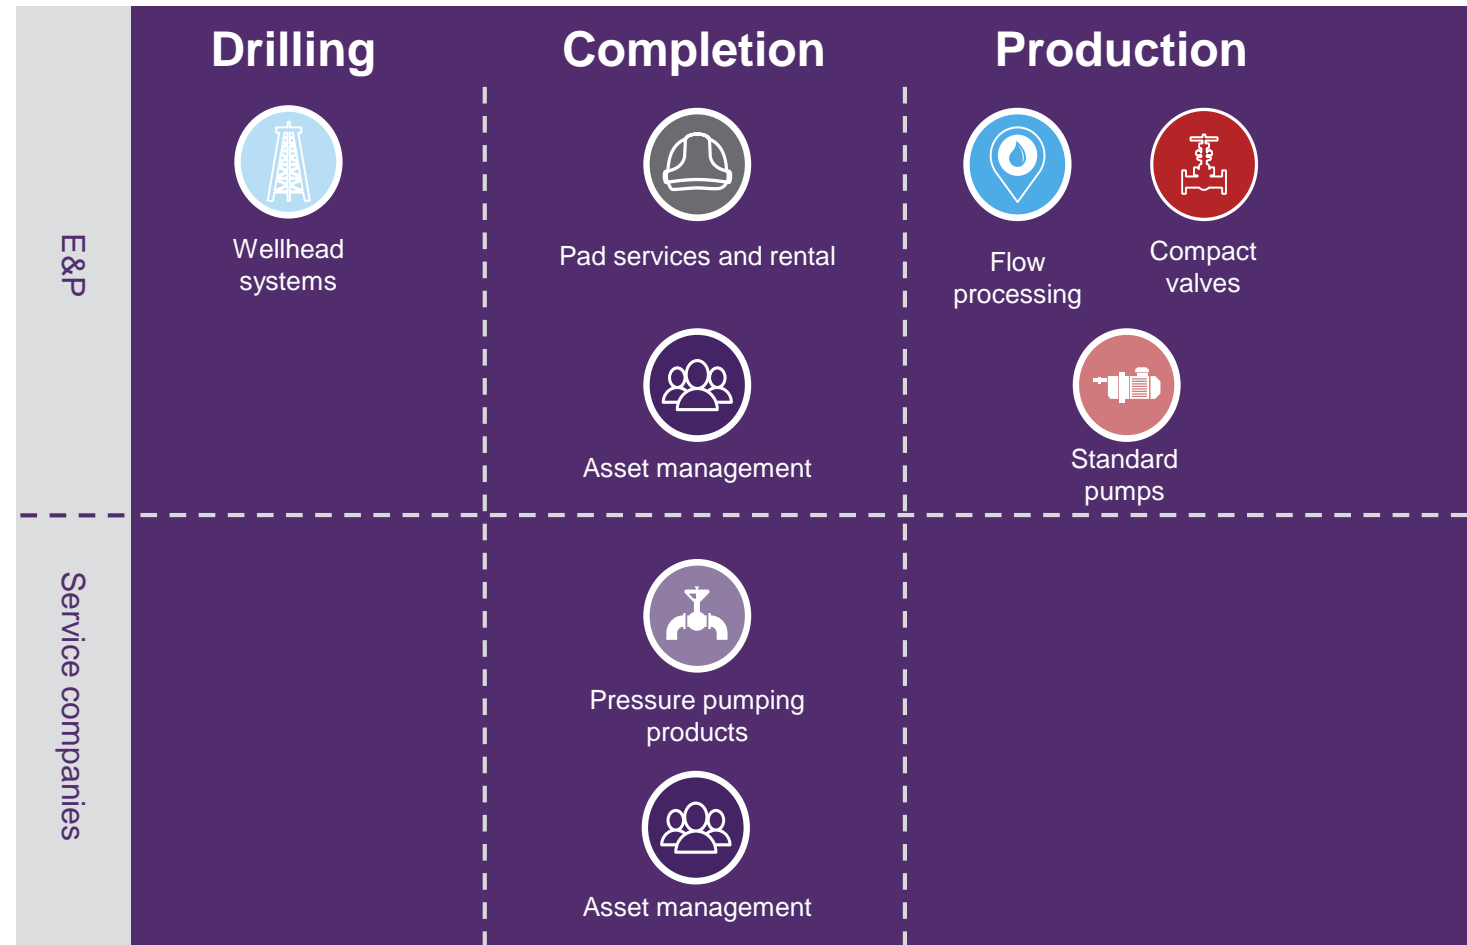 Drilling
Completion
Production
E&P
Wellhead
systems
Pad services and rental
Flow
processing
Compact
valves
Asset management
Standard
pumps
Service companies
Pressure pumping
products
Asset management